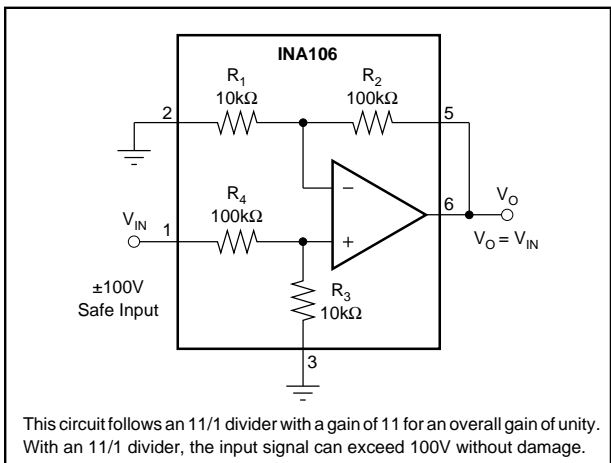 INA106
R1
10kΩ
R2
100kΩ
2
5
R4
100kΩ
VIN
1
–
+
6
VO
VO = VIN
±100V
Safe Input
R3
10kΩ
3
This circuit follows an 11/1 divider with a gain of 11 for an overall gain of unity.
With an 11/1 divider, the input signal can exceed 100V without damage.